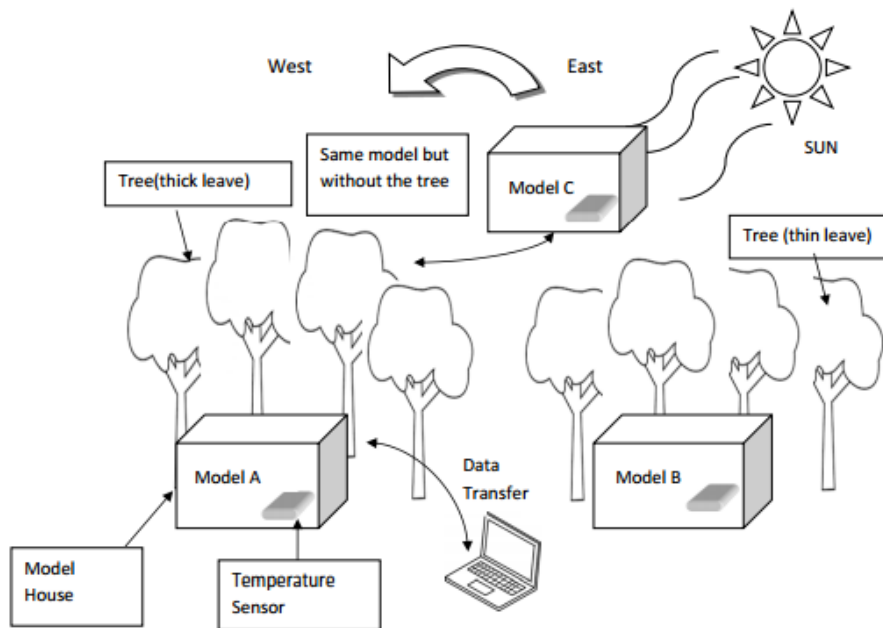 West
East
SUN
Same model but
without the tree
Model C
Tree(thick leave)
Tree (thin leave)
Model A
Data
Transfer
Model B
Model
House
Temperature
Sensor